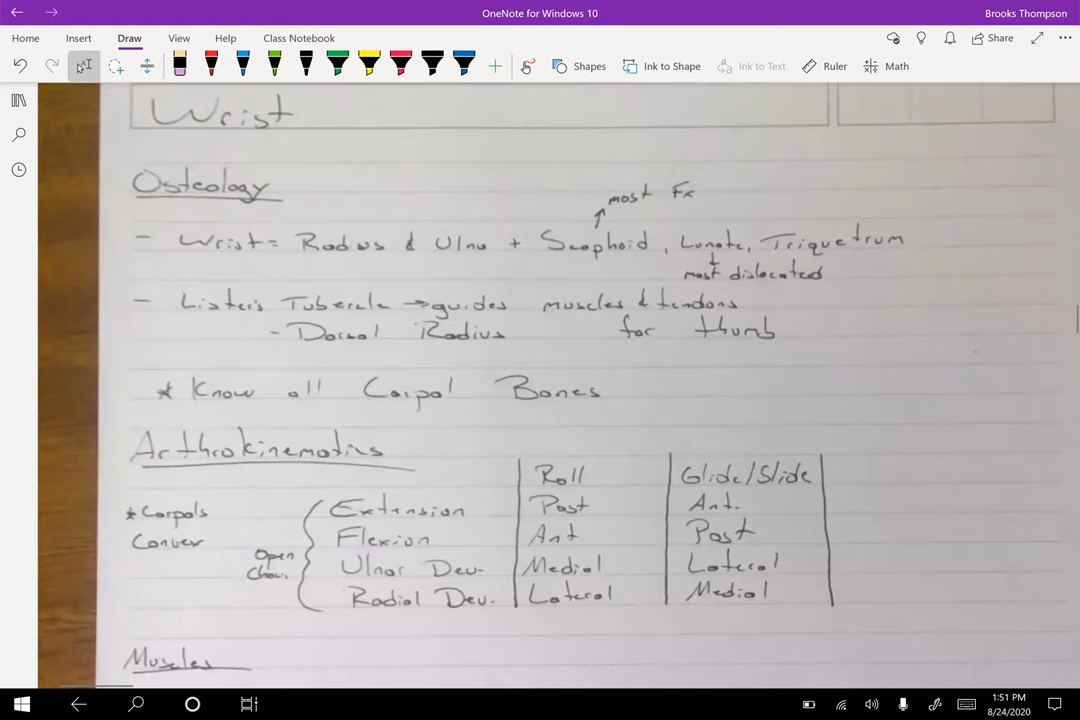 OneNote for Windows 10
Brooks Thompson
Home Insert Draw View Help Class Notebook
Share
Shapes Ink to Shape Ink to Text Ruler Math
Wrist
Osteology
most Fx
- Wrist = Radius & Ulna + Scaphoid, Lunate, Triquetrum
most dislocated
- Lister's Tubercle → guides muscles & tendons
- Dorsal Radius for thumb
* Know all Carpal Bones
Arthrokinematics
Roll Glide/Slide
*Carpals Extension Post Ant.
Convex Flexion Ant Post
Open Ulnar Dev. Medial Lateral
Chain Radial Dev. Lateral Medial
Muscles
1:51 PM
8/24/2020